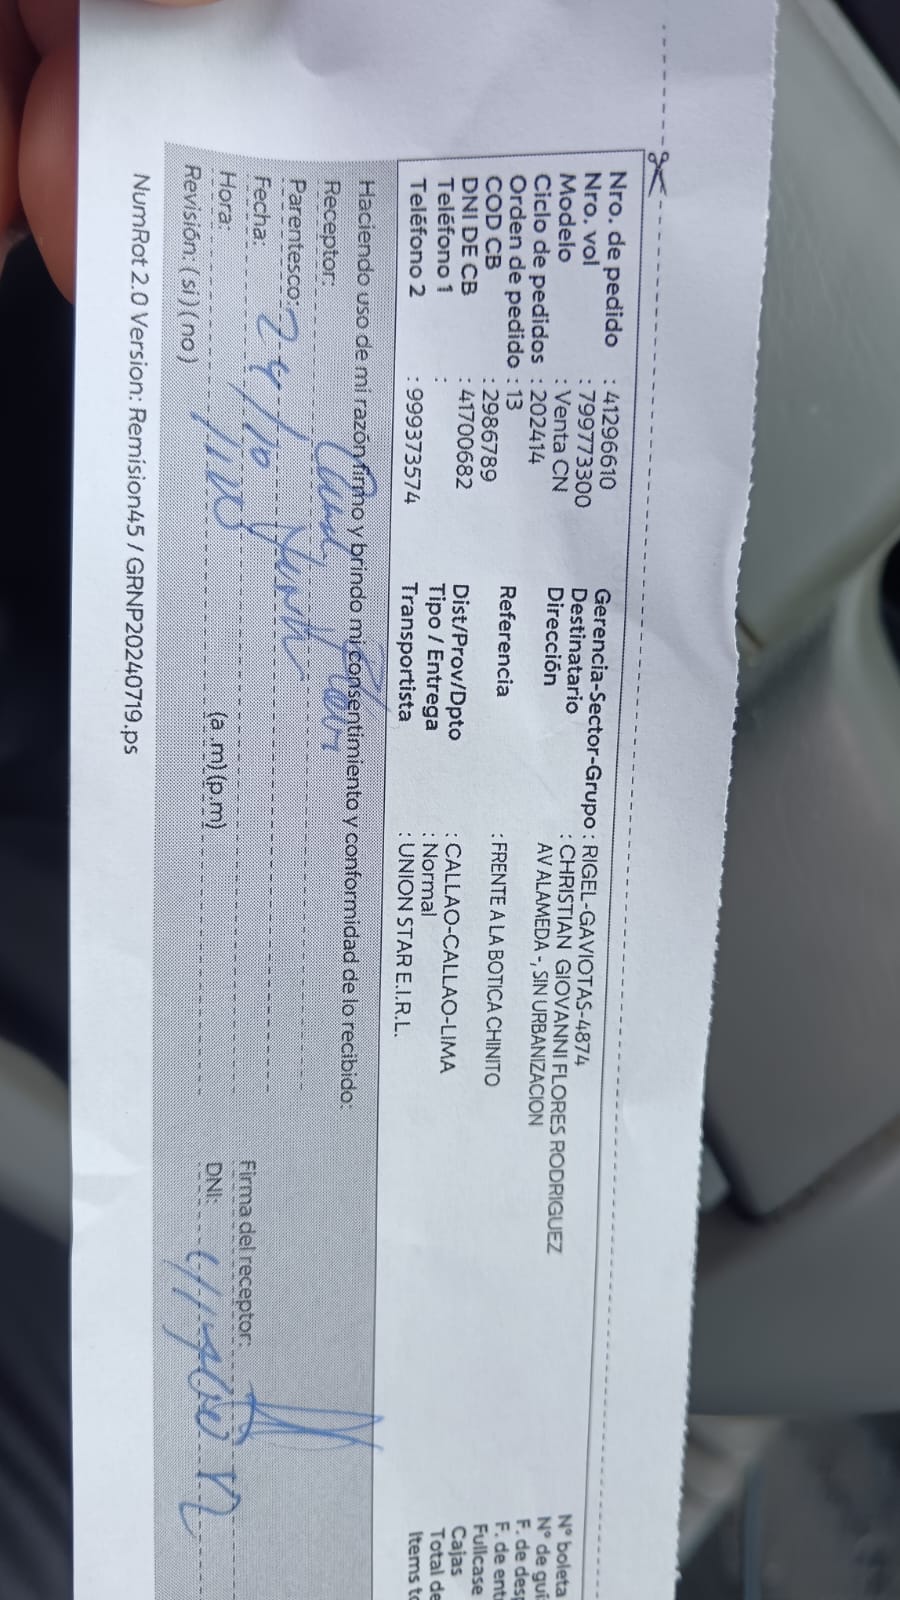 Nro. de pedido : 41296610
Nro. vol : 799773300
Modelo : Venta CN
Ciclo de pedidos : 202414
Orden de pedido : 13
COD CB : 2986789
DNI DE CB : 41700682
Teléfono 1 :
Teléfono 2 : 999373574
Gerencia-Sector-Grupo : RIGEL-GAVIOTAS-4874
Destinatario : CHRISTIAN GIOVANNI FLORES RODRIGUEZ
Dirección AV ALAMEDA - , SIN URBANIZACION
Referencia : FRENTE A LA BOTICA CHINITO
Dist/Prov/Dpto : CALLAO-CALLAO-LIMA
Tipo / Entrega : Normal
Transportista : UNION STAR E.I.R.L.
N° boleta
N° de guí
F. de desp
F. de ent
Fullcase
Cajas
Total de
Items to
Haciendo uso de mi razón firmo y brindo mi consentimiento y conformidad de lo recibido:
Receptor:
Parentesco:
Fecha: 24/10
Hora: (a.m)(p.m)
Revisión: (si)(no)
Firma del receptor:
DNI:
NumRot 2.0 Version: Remision45 / GRNP20240719.ps